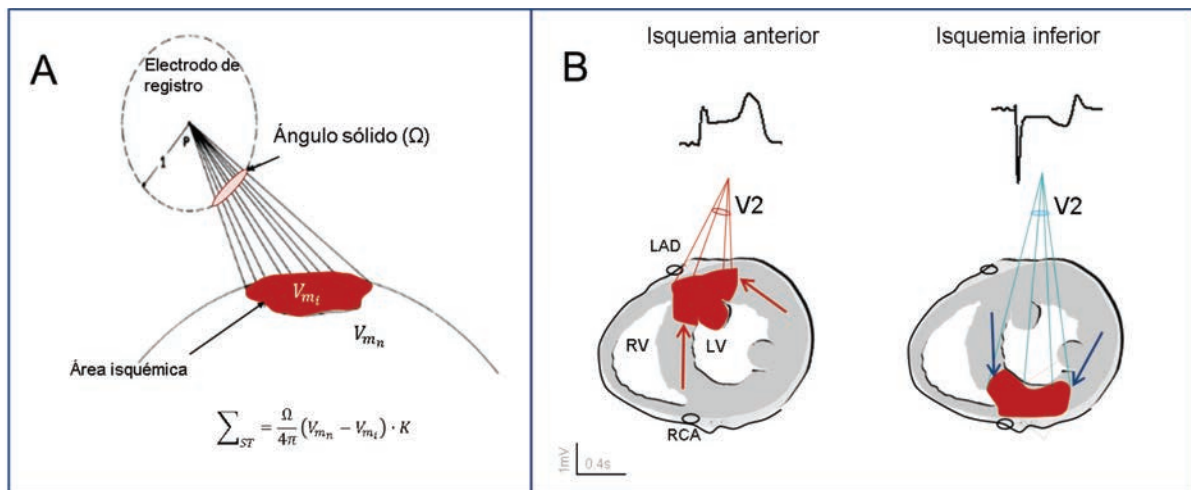 A
Electrodo de
registro
P
1
Ángulo sólido (Ω)
V_{m_i}
V_{m_n}
Área isquémica
∑_{ST} = Ω/4π (V_{m_n} − V_{m_i}) · K
B
Isquemia anterior
Isquemia inferior
V2
V2
LAD
RV
LV
RCA
1mV
0.4s